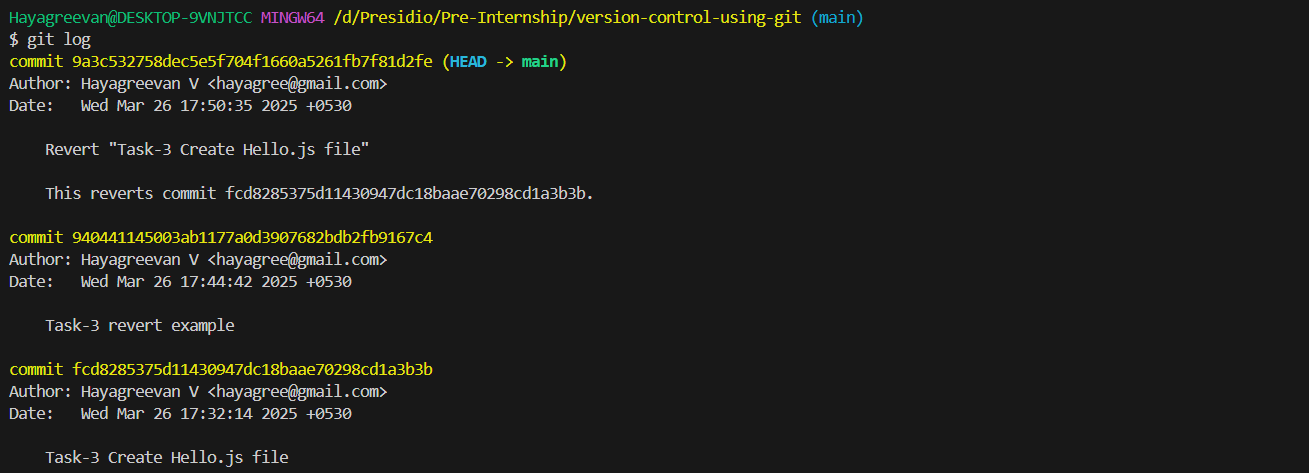 Hayagreevan@DESKTOP-9VNJTCC MINGW64 /d/Presidio/Pre-Internship/version-control-using-git (main)
$ git log
commit 9a3c532758dec5e5f704f1660a5261fb7f81d2fe (HEAD -> main)
Author: Hayagreevan V <hayagree@gmail.com>
Date:   Wed Mar 26 17:50:35 2025 +0530
    Revert "Task-3 Create Hello.js file"
    This reverts commit fcd8285375d11430947dc18baae70298cd1a3b3b.
commit 940441145003ab1177a0d3907682bdb2fb9167c4
Author: Hayagreevan V <hayagree@gmail.com>
Date:   Wed Mar 26 17:44:42 2025 +0530
    Task-3 revert example
commit fcd8285375d11430947dc18baae70298cd1a3b3b
Author: Hayagreevan V <hayagree@gmail.com>
Date:   Wed Mar 26 17:32:14 2025 +0530
    Task-3 Create Hello.js file